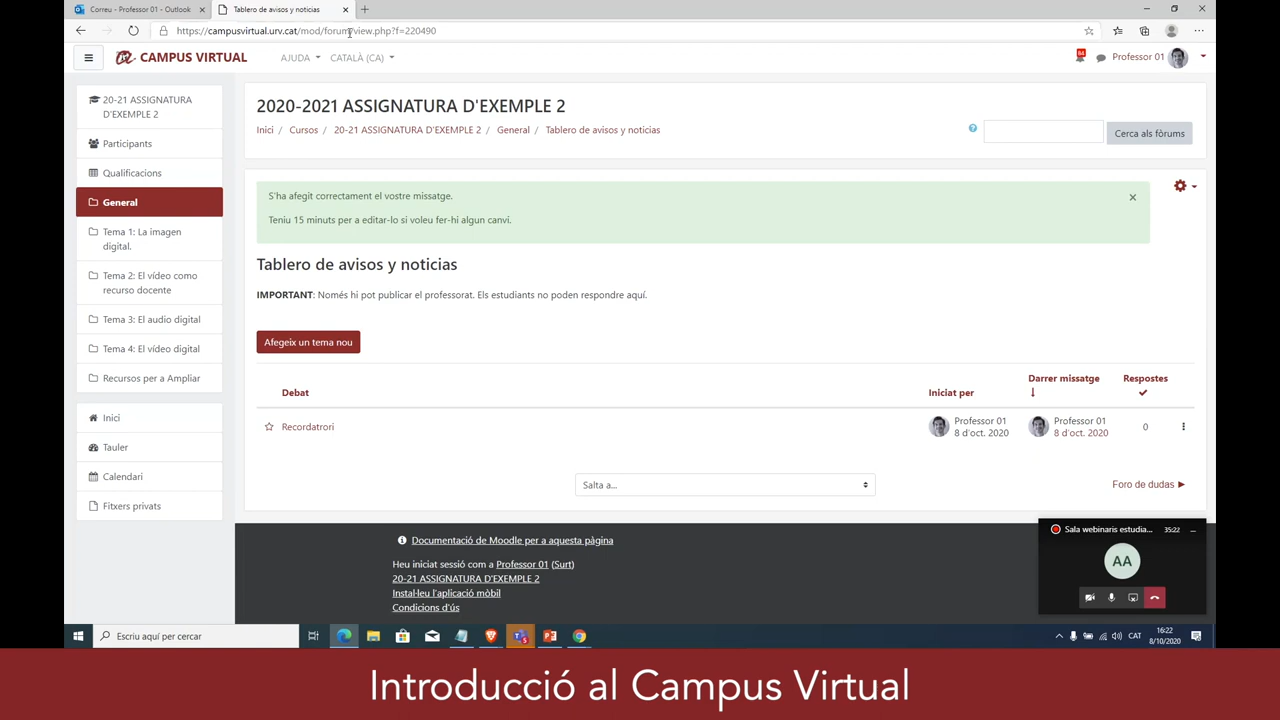 Correu - Professor 01 - Outlook
Tablero de avisos y noticias
https://campusvirtual.urv.cat/mod/forum/view.php?f=220490
CAMPUS VIRTUAL
AJUDA
CATALÀ (CA)
84
Professor 01
20-21 ASSIGNATURA
D'EXEMPLE 2
Participants
Qualificacions
General
Tema 1: La imagen
digital.
Tema 2: El vídeo como
recurso docente
Tema 3: El audio digital
Tema 4: El vídeo digital
Recursos per a Ampliar
Inici
Tauler
Calendari
Fitxers privats
2020-2021 ASSIGNATURA D'EXEMPLE 2
Inici / Cursos / 20-21 ASSIGNATURA D'EXEMPLE 2 / General / Tablero de avisos y noticias
Cerca als fòrums
S'ha afegit correctament el vostre missatge.
Teniu 15 minuts per a editar-lo si voleu fer-hi algun canvi.
Tablero de avisos y noticias
IMPORTANT: Només hi pot publicar el professorat. Els estudiants no poden respondre aquí.
Afegeix un tema nou
Debat
Iniciat per
Darrer missatge
Respostes
Recordatrori
Professor 01
8 d'oct. 2020
Professor 01
8 d'oct. 2020
0
Salta a...
Foro de dudas ►
Documentació de Moodle per a aquesta pàgina
Heu iniciat sessió com a Professor 01 (Surt)
20-21 ASSIGNATURA D'EXEMPLE 2
Instal·leu l'aplicació mòbil
Condicions d'ús
Sala webinaris estudia...
35:22
AA
Escriu aquí per cercar
CAT
16:22
8/10/2020
Introducció al Campus Virtual